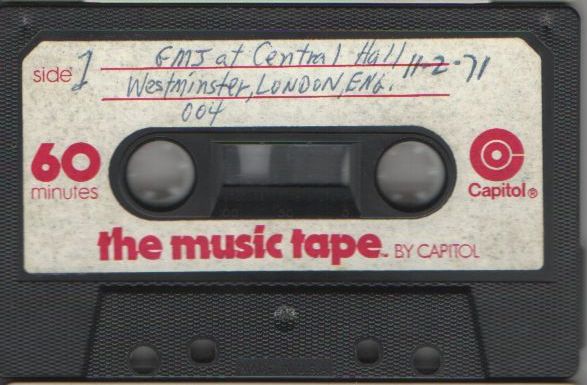 side 1 GMJ at Central Hall 11-2-71
Westminster, LONDON, ENG.
004
60
minutes
Capitol®
the music tape™ BY CAPITOL